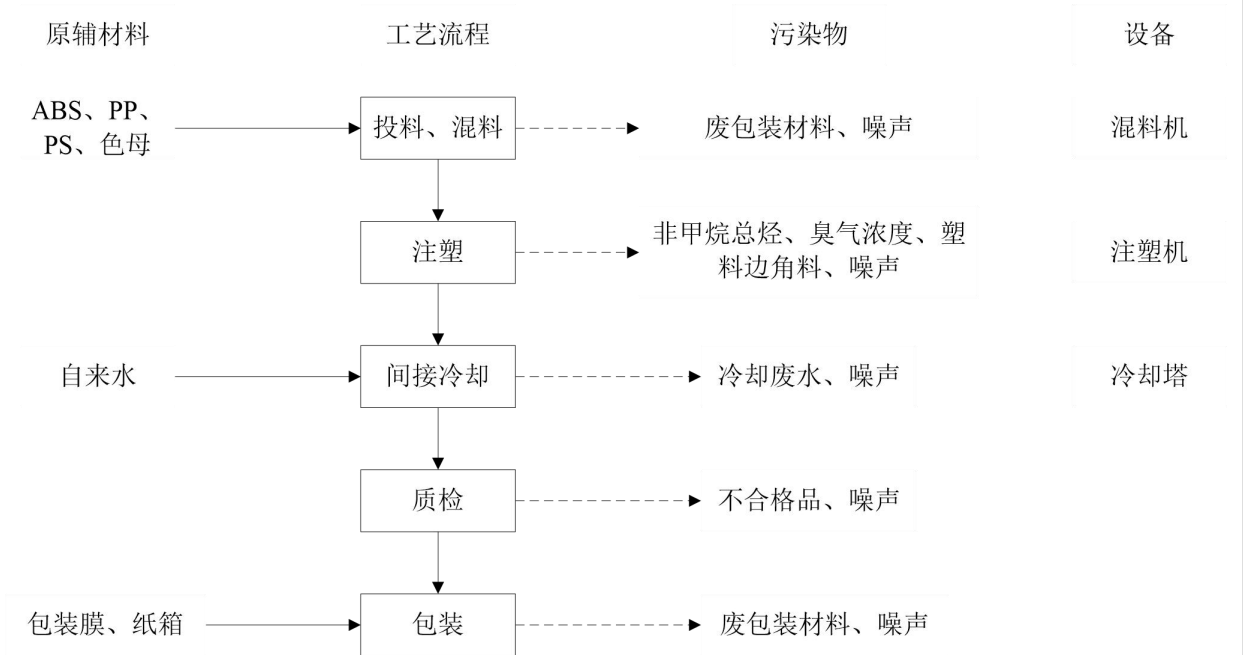 原辅材料 工艺流程 污染物 设备
ABS、PP、
PS、色母
投料、混料
废包装材料、噪声
混料机
注塑
非甲烷总烃、臭气浓度、塑
料边角料、噪声
注塑机
自来水
间接冷却
冷却废水、噪声
冷却塔
质检
不合格品、噪声
包装膜、纸箱
包装
废包装材料、噪声